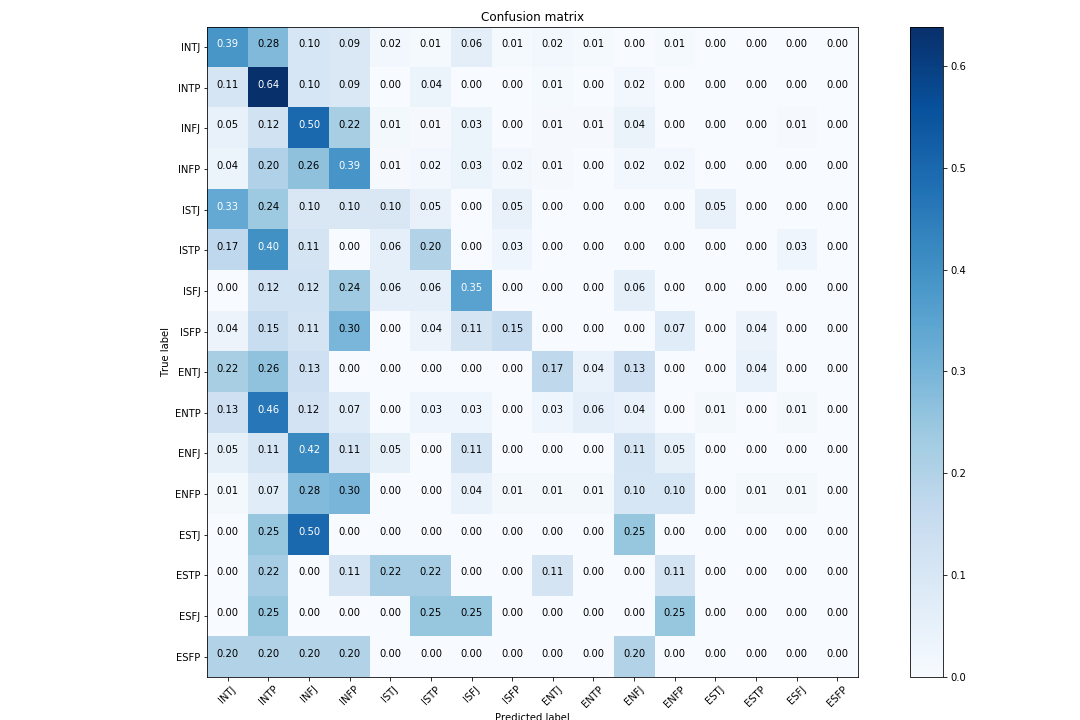 Confusion matrix
INTJ 0.39 0.28 0.10 0.09 0.02 0.01 0.06 0.01 0.02 0.01 0.00 0.01 0.00 0.00 0.00 0.00
INTP 0.11 0.64 0.10 0.09 0.00 0.04 0.00 0.00 0.01 0.00 0.02 0.00 0.00 0.00 0.00 0.00
INFJ 0.05 0.12 0.50 0.22 0.01 0.01 0.03 0.00 0.01 0.01 0.04 0.00 0.00 0.00 0.01 0.00
INFP 0.04 0.20 0.26 0.39 0.01 0.02 0.03 0.02 0.01 0.00 0.02 0.02 0.00 0.00 0.00 0.00
ISTJ 0.33 0.24 0.10 0.10 0.10 0.05 0.00 0.05 0.00 0.00 0.00 0.00 0.05 0.00 0.00 0.00
ISTP 0.17 0.40 0.11 0.00 0.06 0.20 0.00 0.03 0.00 0.00 0.00 0.00 0.00 0.00 0.03 0.00
ISFJ 0.00 0.12 0.12 0.24 0.06 0.06 0.35 0.00 0.00 0.00 0.06 0.00 0.00 0.00 0.00 0.00
ISFP 0.04 0.15 0.11 0.30 0.00 0.04 0.11 0.15 0.00 0.00 0.00 0.07 0.00 0.04 0.00 0.00
ENTJ 0.22 0.26 0.13 0.00 0.00 0.00 0.00 0.00 0.17 0.04 0.13 0.00 0.00 0.04 0.00 0.00
ENTP 0.13 0.46 0.12 0.07 0.00 0.03 0.03 0.00 0.03 0.06 0.04 0.00 0.01 0.00 0.01 0.00
ENFJ 0.05 0.11 0.42 0.11 0.05 0.00 0.11 0.00 0.00 0.00 0.11 0.05 0.00 0.00 0.00 0.00
ENFP 0.01 0.07 0.28 0.30 0.00 0.00 0.04 0.01 0.01 0.01 0.10 0.10 0.00 0.01 0.01 0.00
ESTJ 0.00 0.25 0.50 0.00 0.00 0.00 0.00 0.00 0.00 0.00 0.25 0.00 0.00 0.00 0.00 0.00
ESTP 0.00 0.22 0.00 0.11 0.22 0.22 0.00 0.00 0.11 0.00 0.00 0.11 0.00 0.00 0.00 0.00
ESFJ 0.00 0.25 0.00 0.00 0.00 0.25 0.25 0.00 0.00 0.00 0.00 0.25 0.00 0.00 0.00 0.00
ESFP 0.20 0.20 0.20 0.20 0.00 0.00 0.00 0.00 0.00 0.00 0.20 0.00 0.00 0.00 0.00 0.00
INTJ INTP INFJ INFP ISTJ ISTP ISFJ ISFP ENTJ ENTP ENFJ ENFP ESTJ ESTP ESFJ ESFP
Predicted label
True label
0.6
0.5
0.4
0.3
0.2
0.1
0.0